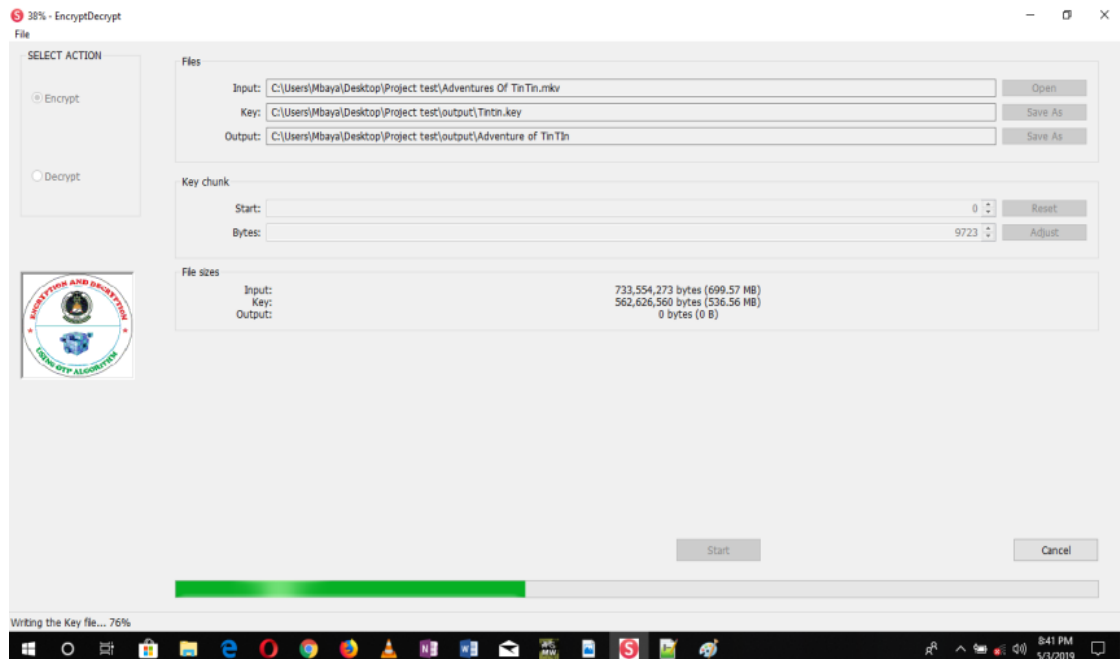 38% - EncryptDecrypt
File
SELECT ACTION
Encrypt
Decrypt
Files
Input: C:\Users\Mbaya\Desktop\Project test\Adventures Of TinTin.mkv Open
Key: C:\Users\Mbaya\Desktop\Project test\output\Tintin.key Save As
Output: C:\Users\Mbaya\Desktop\Project test\output\Adventure of TinTIn Save As
Key chunk
Start: 0 Reset
Bytes: 9723 Adjust
File sizes
Input: 733,554,273 bytes (699.57 MB)
Key: 562,626,560 bytes (536.56 MB)
Output: 0 bytes (0 B)
ENCRYPTION AND DECRYPTION
USING OTP ALGORITHM
Start Cancel
Writing the Key file... 76%
8:41 PM
5/3/2019